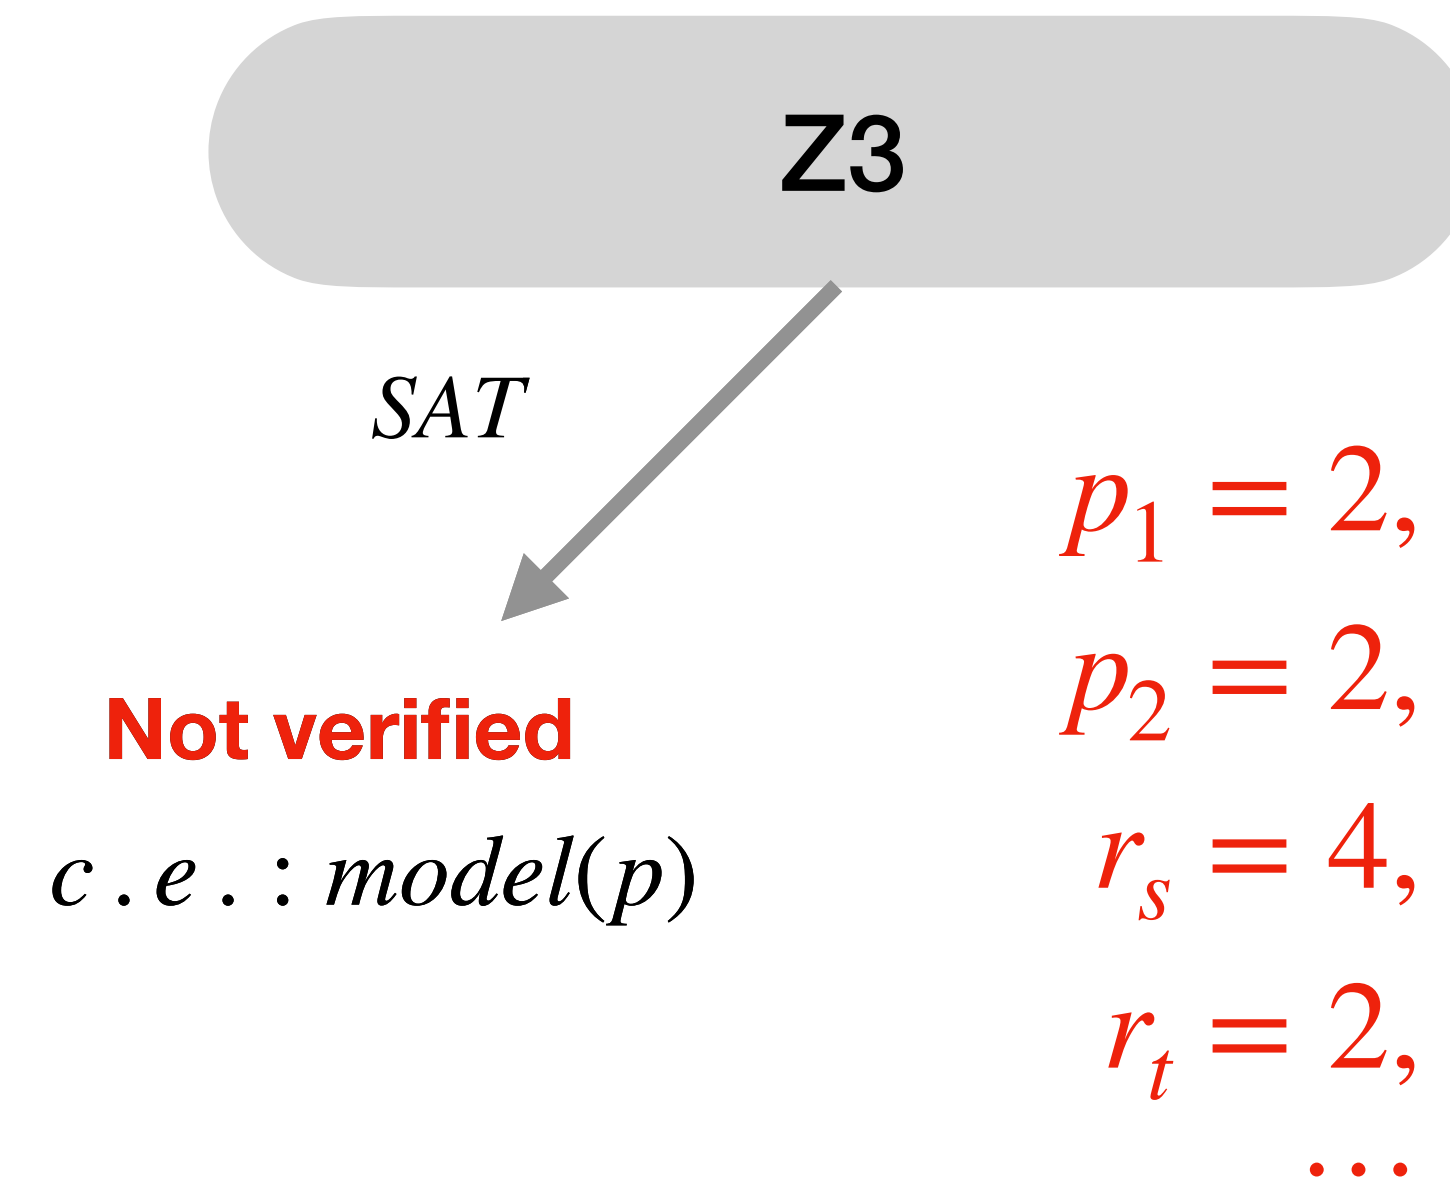 Z3
SAT
Not verified
c . e . : model(p)
p₁ = 2,
p₂ = 2,
rₛ = 4,
rₜ = 2,
...